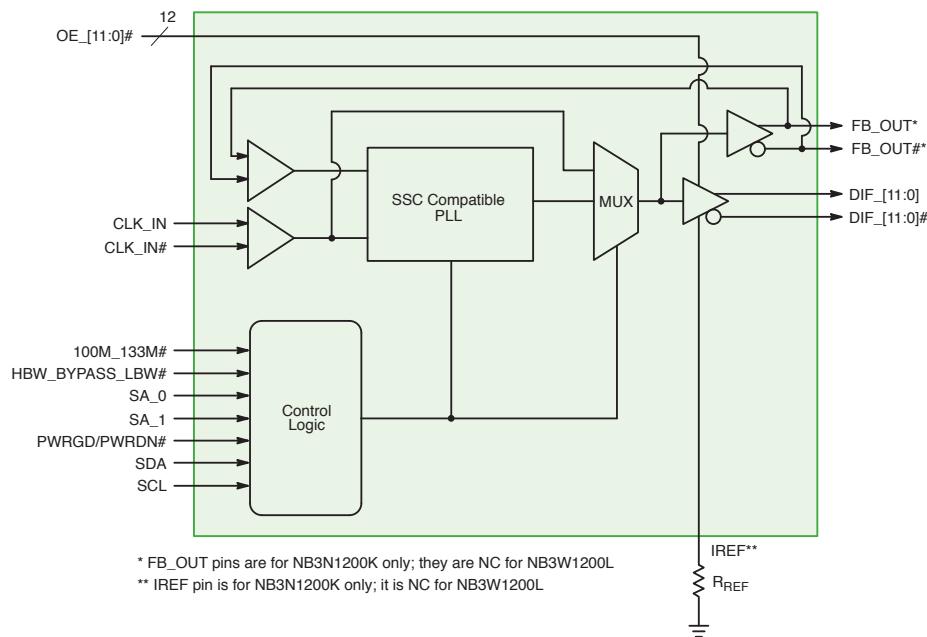 12
OE_[11:0]#
FB_OUT*
FB_OUT#*
SSC Compatible
PLL
MUX
DIF_[11:0]
DIF_[11:0]#
CLK_IN
CLK_IN#
100M_133M#
HBW_BYPASS_LBW#
SA_0
SA_1
PWRGD/PWRDN#
SDA
SCL
Control
Logic
* FB_OUT pins are for NB3N1200K only; they are NC for NB3W1200L
** IREF pin is for NB3N1200K only; it is NC for NB3W1200L
IREF**
RREF